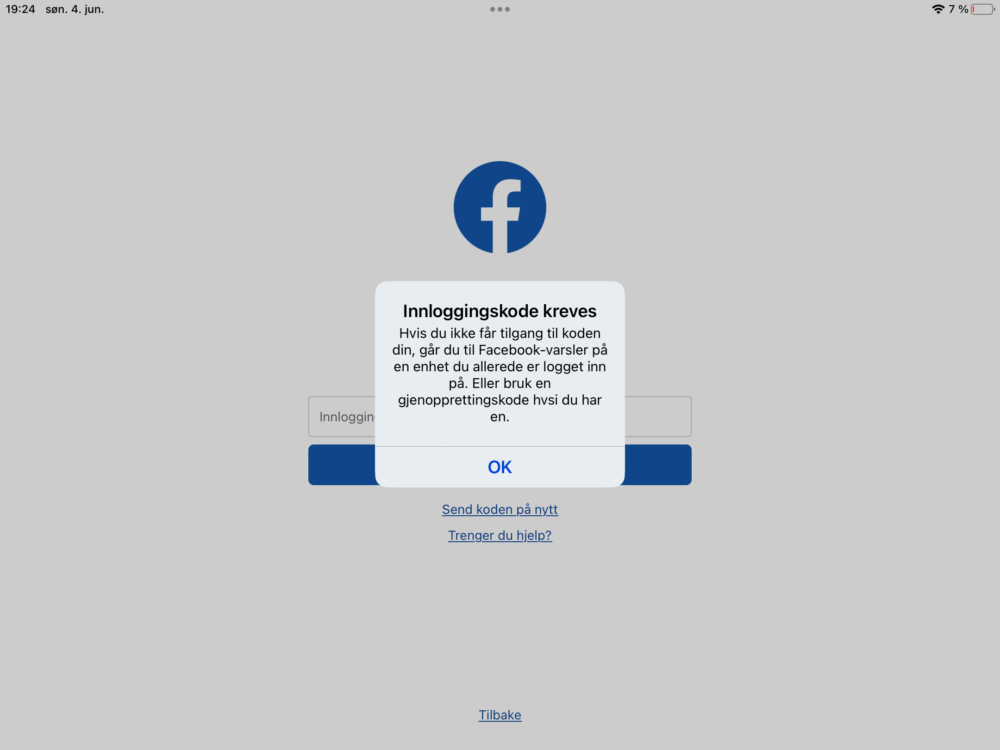 19:24 søn. 4. jun.
7 %
Innloggingskode kreves
Hvis du ikke får tilgang til koden
din, går du til Facebook-varsler på
en enhet du allerede er logget inn
på. Eller bruk en
gjenopprettingskode hvsi du har
en.
OK
Send koden på nytt
Trenger du hjelp?
Tilbake